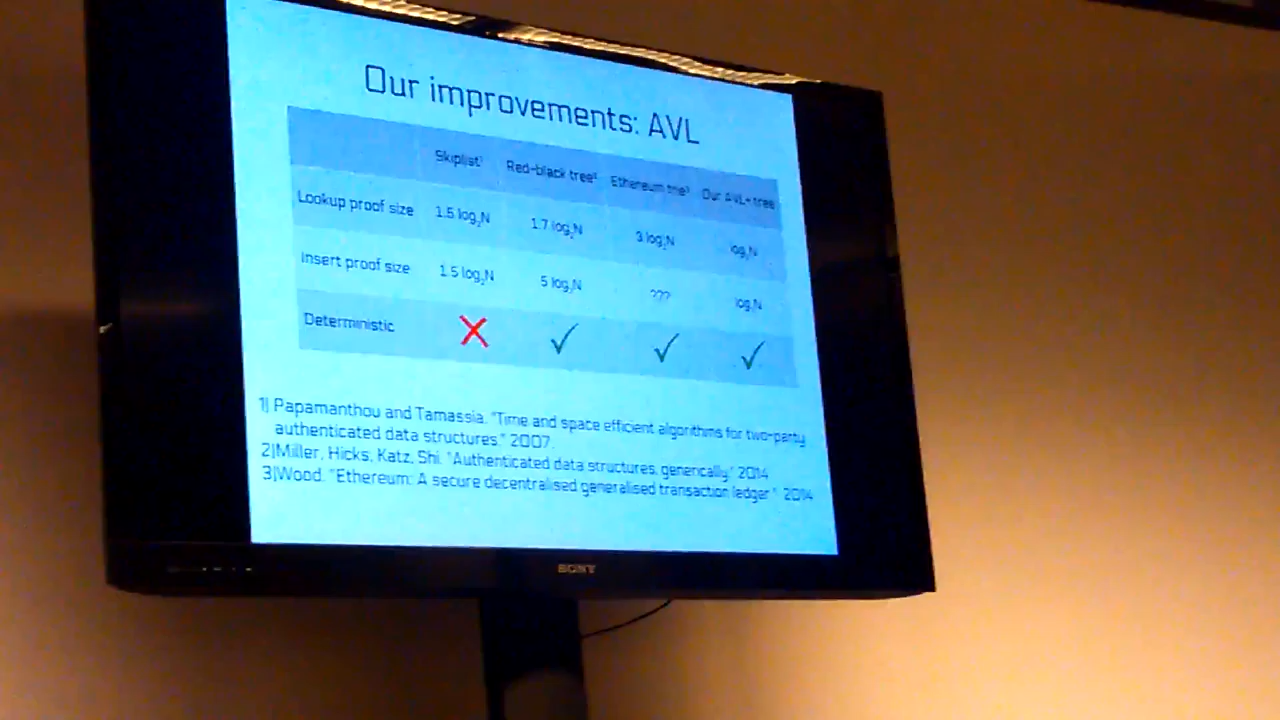 Our improvements: AVL
Skiplist¹ Red-black tree² Ethereum trie³ Our AVL+ tree
Lookup proof size 1.5 log₂N 1.7 log₂N 3 log₂N log₂N
Insert proof size 1.5 log₂N 5 log₂N ??? log₂N
Deterministic ✗ ✓ ✓ ✓
1] Papamanthou and Tamassia. "Time and space efficient algorithms for two-party
authenticated data structures." 2007.
2]Miller, Hicks, Katz, Shi. "Authenticated data structures, generically." 2014
3]Wood. "Ethereum: A secure decentralised generalised transaction ledger". 2014
SONY